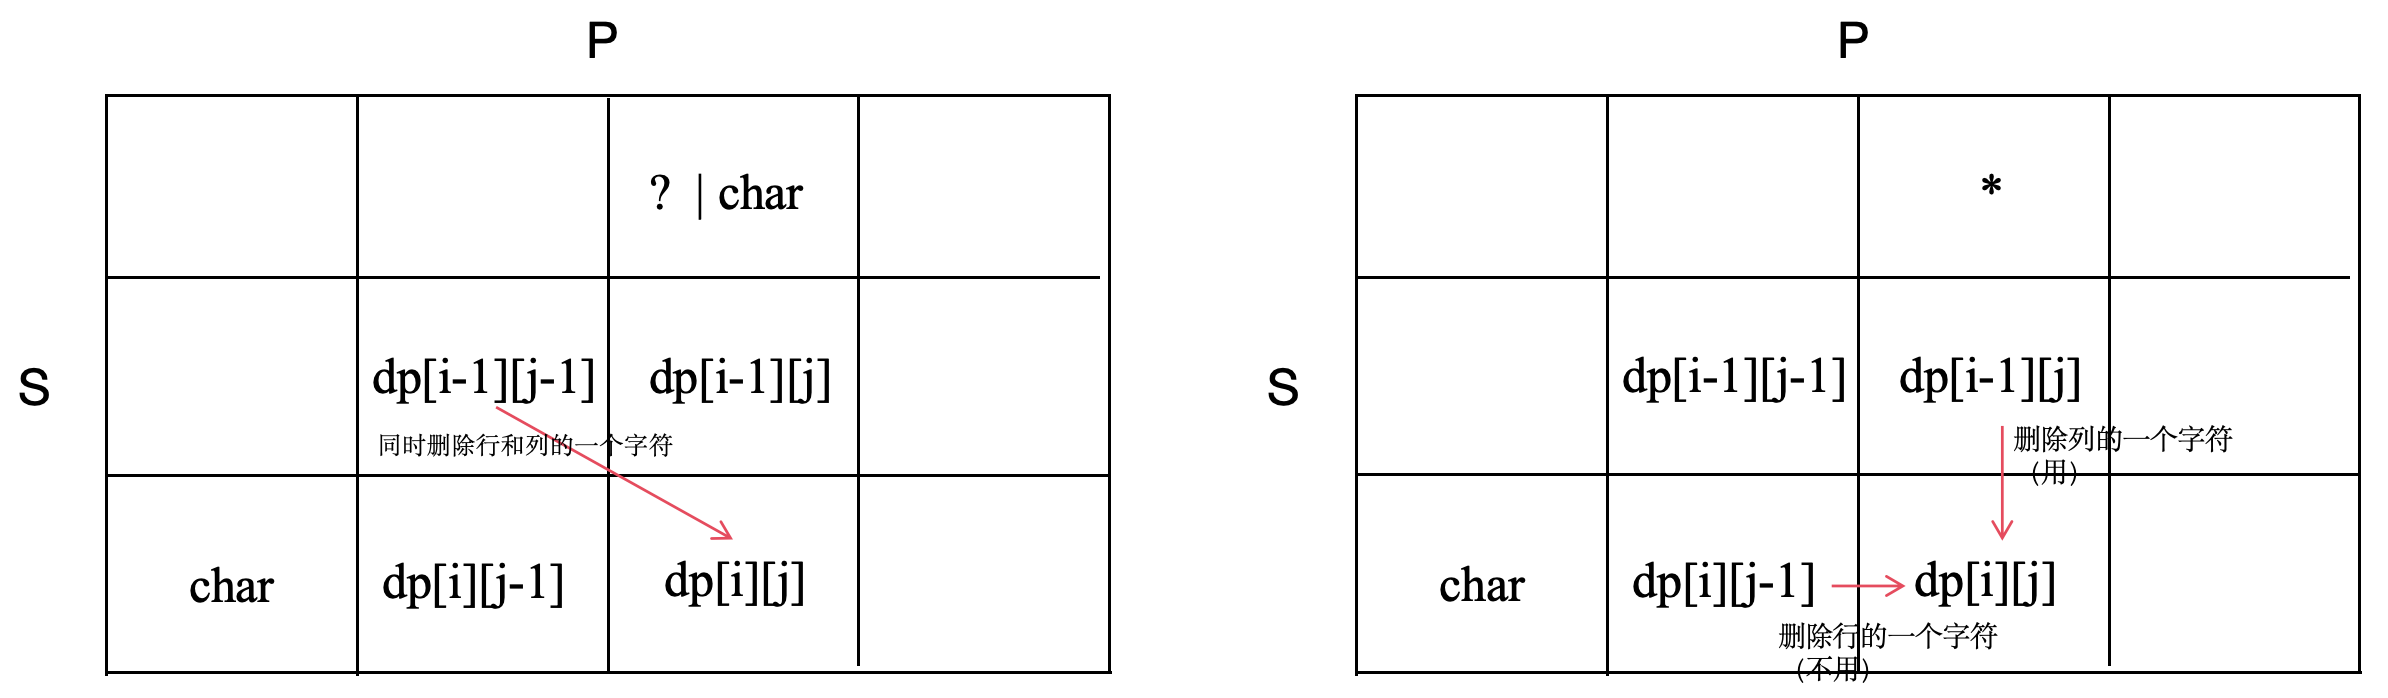 P
? | char
S
dp[i-1][j-1]
dp[i-1][j]
同时删除行和列的一个字符
char
dp[i][j-1]
dp[i][j]
P
*
S
dp[i-1][j-1]
dp[i-1][j]
删除列的一个字符
(用)
char
dp[i][j-1]
dp[i][j]
删除行的一个字符
(不用)